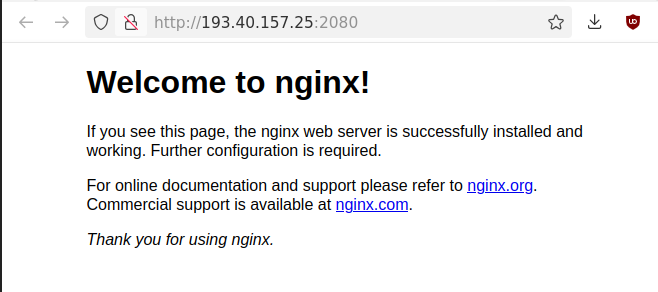 http://193.40.157.25:2080
Welcome to nginx!
If you see this page, the nginx web server is successfully installed and
working. Further configuration is required.
For online documentation and support please refer to nginx.org.
Commercial support is available at nginx.com.
Thank you for using nginx.